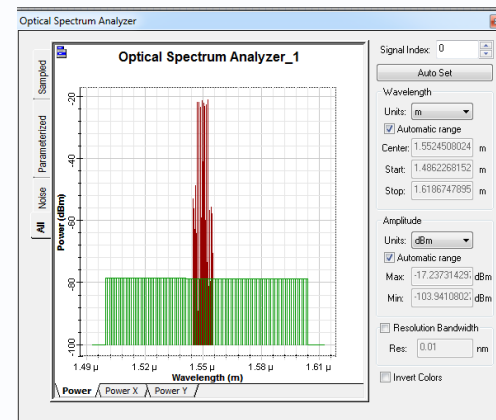 Optical Spectrum Analyzer
Optical Spectrum Analyzer_1
Sampled
Parameterized
Noise
All
Power (dBm)
-20
-40
-60
-80
-100
1.49 μ
1.52 μ
1.55 μ
1.58 μ
1.61 μ
Wavelength (m)
Power
Power X
Power Y
Signal Index: 0
Auto Set
Wavelength
Units: m
Automatic range
Center: 1.5524508024 m
Start: 1.4862268152 m
Stop: 1.6186747895 m
Amplitude
Units: dBm
Automatic range
Max: -17.237314297 dBm
Min: -103.94108027 dBm
Resolution Bandwidth
Res: 0.01 nm
Invert Colors